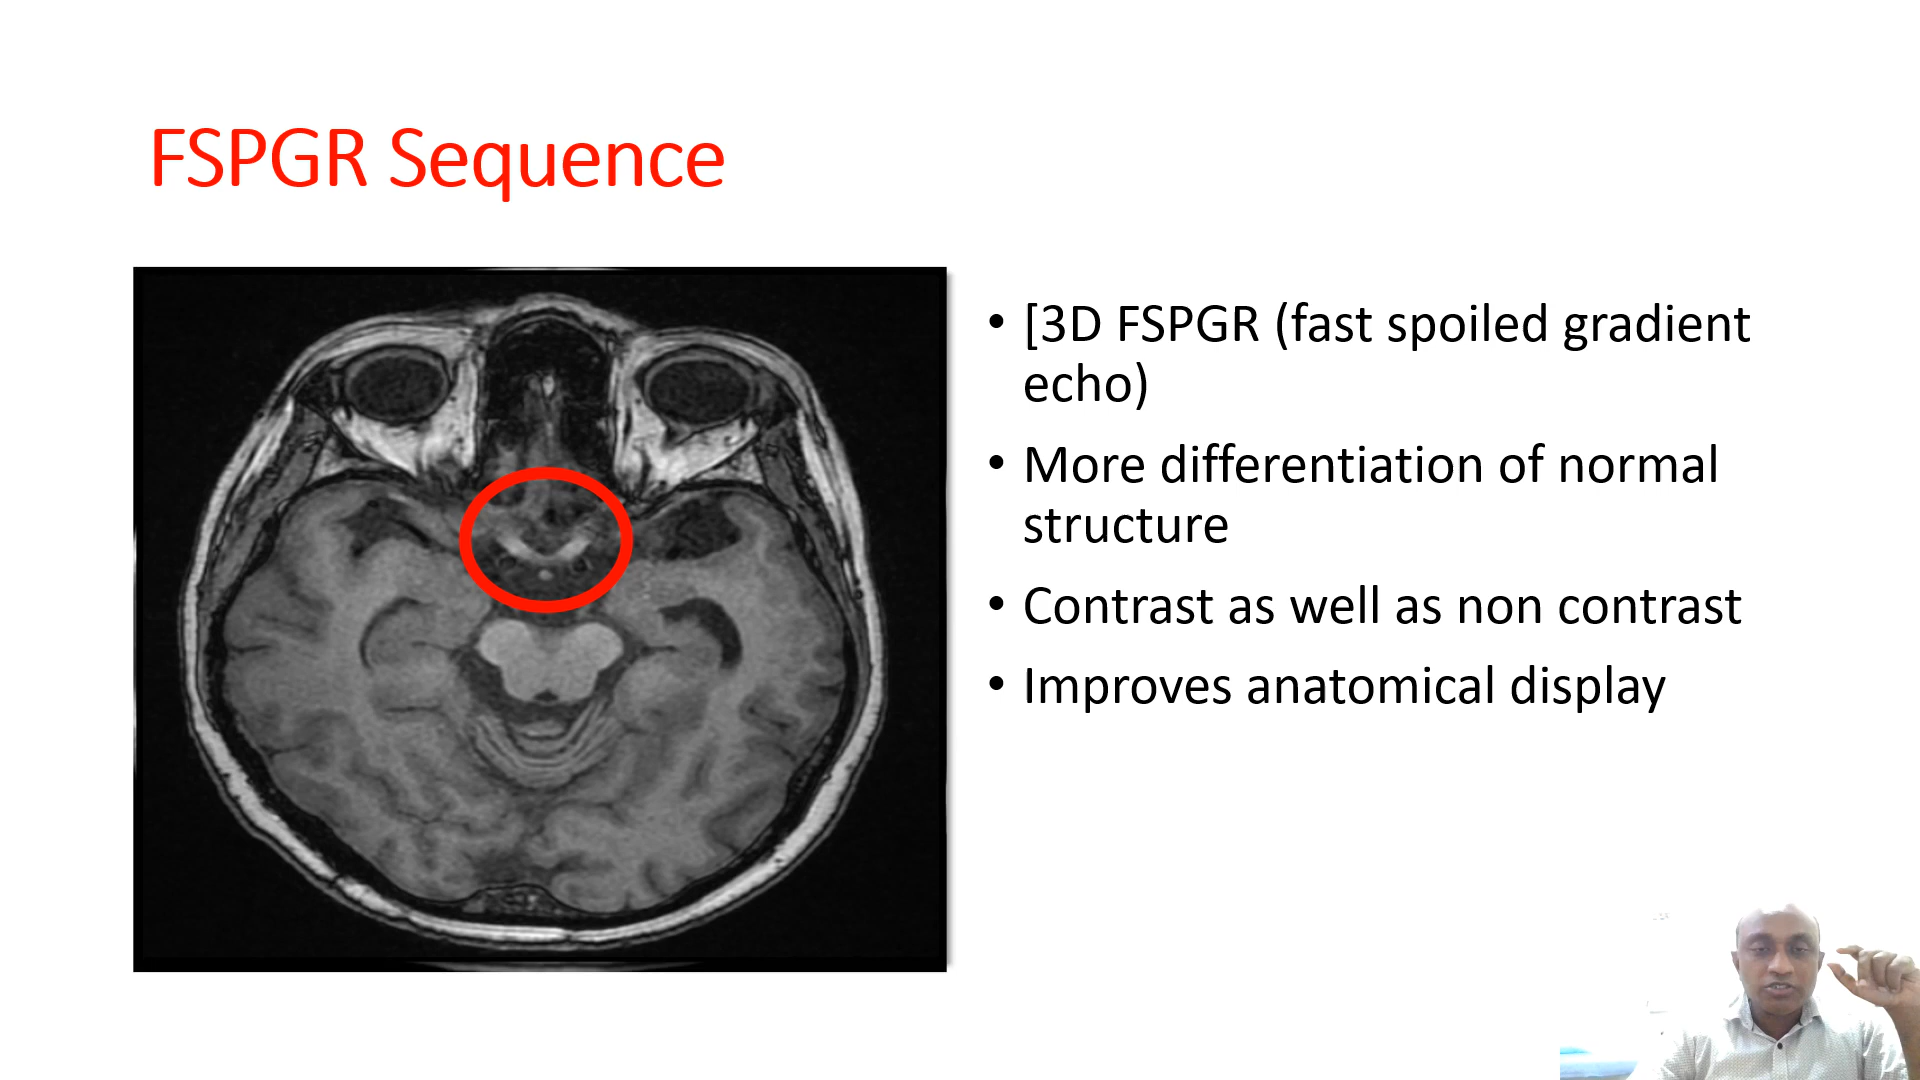 FSPGR Sequence
• [3D FSPGR (fast spoiled gradient
echo)
• More differentiation of normal
structure
• Contrast as well as non contrast
• Improves anatomical display